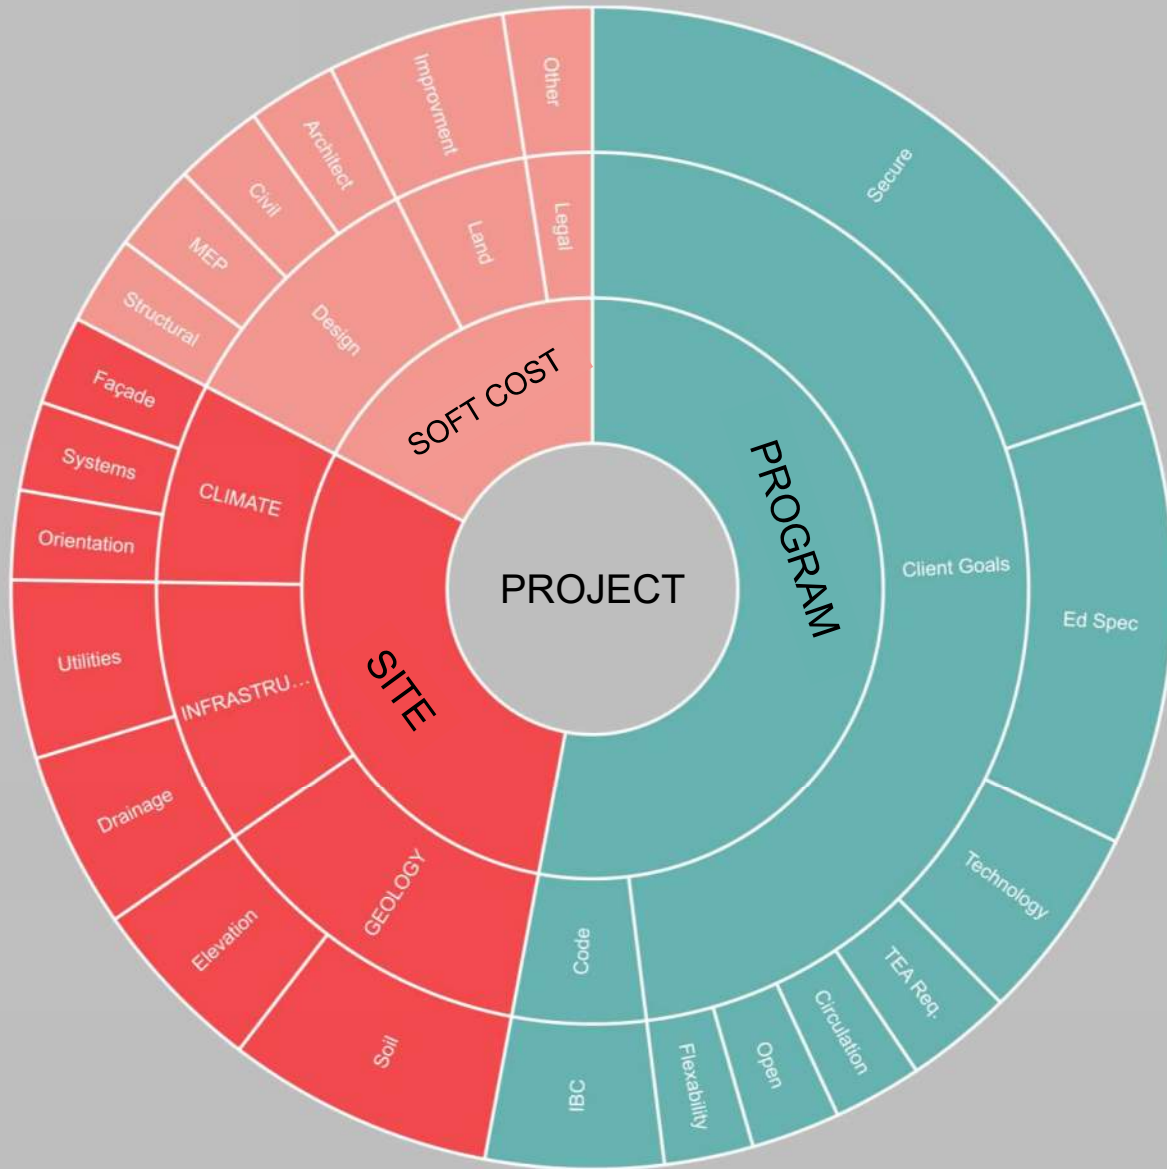 PROJECT
PROGRAM
Client Goals
Secure
Ed Spec
Technology
TEA Req.
Circulation
Open
Flexability
Code
IBC
SITE
GEOLOGY
Soil
Elevation
INFRASTRU...
Drainage
Utilities
CLIMATE
Orientation
Systems
Façade
SOFT COST
Design
Structural
MEP
Civil
Architect
Land
Improvment
Legal
Other